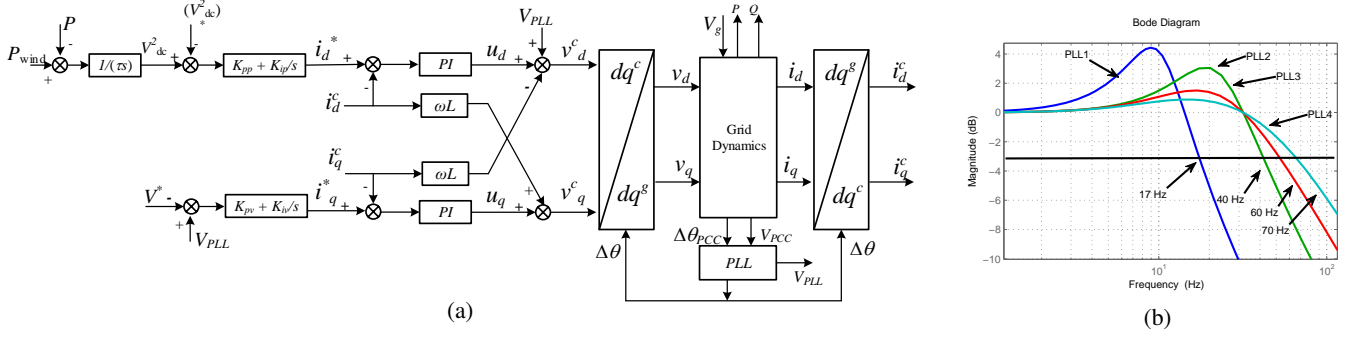 P
-
P_wind
+
1/(τs)
V²_dc
+
(V²_dc)*
-
K_pp + K_ip/s
i_d*
+
-
PI
u_d
+
V_PLL
+
-
v_d^c
i_d^c
ωL
i_q^c
ωL
V*
-
+
V_PLL
K_pv + K_iv/s
i_q*
-
+
PI
u_q
+
+
v_q^c
dq^c
dq^g
Δθ
v_d
v_q
V_g
P
Q
Grid
Dynamics
i_d
i_q
Δθ_PCC
V_PCC
PLL
V_PLL
dq^g
dq^c
Δθ
i_d^c
i_q^c
(a)
Bode Diagram
Magnitude (dB)
4
2
0
−2
−4
−6
−8
−10
PLL1
PLL2
PLL3
PLL4
17 Hz
40 Hz
60 Hz
70 Hz
10¹
10²
Frequency (Hz)
(b)